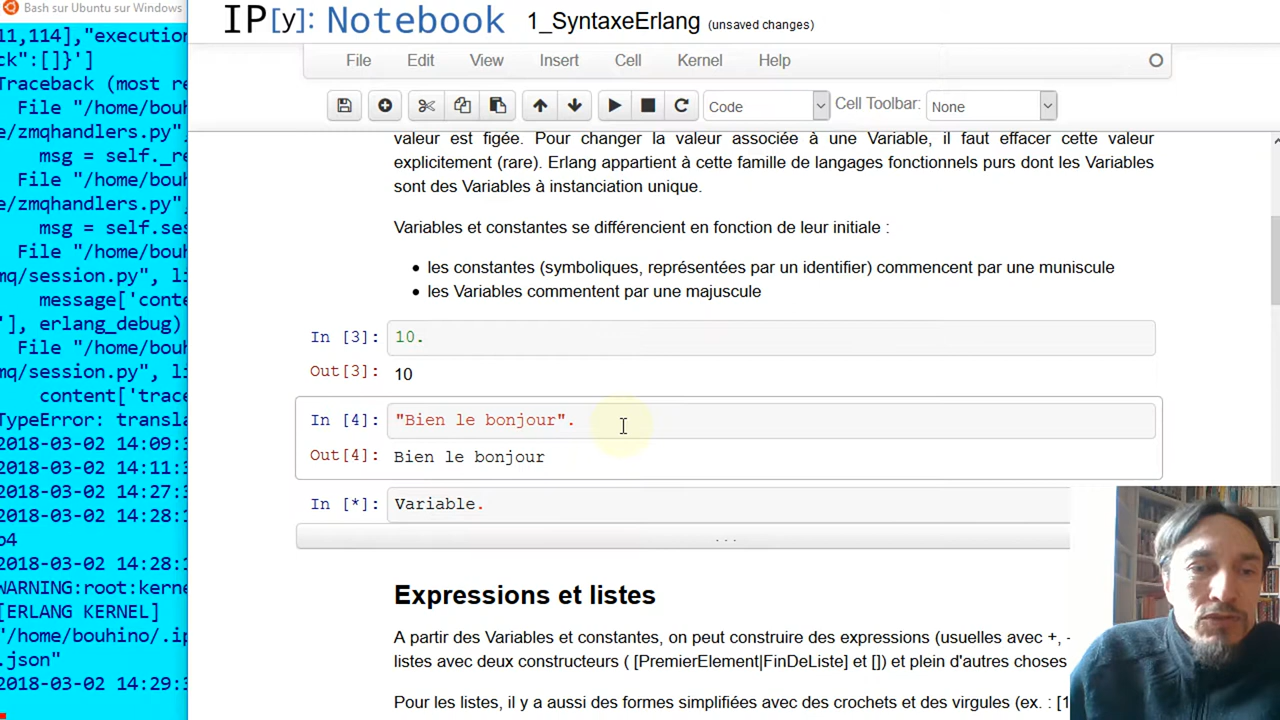 Bash sur Ubuntu sur Windows
11,114],"execution
ck":[]}']
Traceback (most re
File "/home/bouh
e/zmqhandlers.py",
msg = self._re
File "/home/bouh
e/zmqhandlers.py",
msg = self.ses
File "/home/bouh
mq/session.py", li
message['conte
'], erlang_debug)
File "/home/bouh
mq/session.py", li
content['trace
TypeError: transla
2018-03-02 14:09:
2018-03-02 14:11:3
2018-03-02 14:27:
2018-03-02 14:28:
p4
2018-03-02 14:28:
WARNING:root:kerne
[ERLANG KERNEL]
"/home/bouhino/.ip
.json"
2018-03-02 14:29:3
IP[y]: Notebook 1_SyntaxeErlang (unsaved changes)
File Edit View Insert Cell Kernel Help
Code Cell Toolbar: None
valeur est figée. Pour changer la valeur associée à une Variable, il faut effacer cette valeur
explicitement (rare). Erlang appartient à cette famille de langages fonctionnels purs dont les Variables
sont des Variables à instanciation unique.
Variables et constantes se différencient en fonction de leur initiale :
• les constantes (symboliques, représentées par un identifier) commencent par une muniscule
• les Variables commentent par une majuscule
In [3]: 10.
Out[3]: 10
In [4]: "Bien le bonjour".
Out[4]: Bien le bonjour
In [*]: Variable.
...
Expressions et listes
A partir des Variables et constantes, on peut construire des expressions (usuelles avec +, -
listes avec deux constructeurs ( [PremierElement|FinDeListe] et []) et plein d'autres choses
Pour les listes, il y a aussi des formes simplifiées avec des crochets et des virgules (ex. : [1